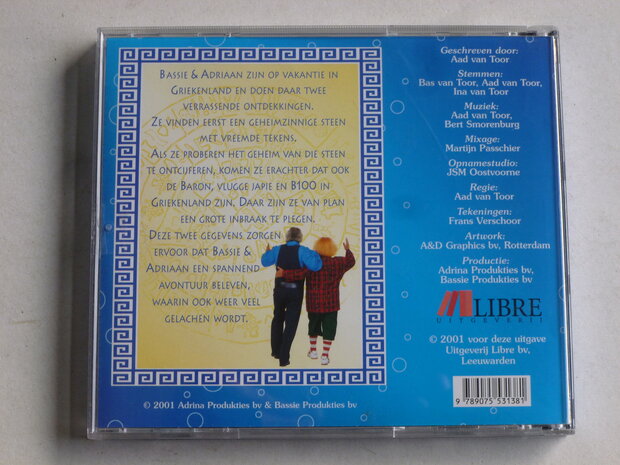 BASSIE & ADRIAAN ZIJN OP VAKANTIE IN
GRIEKENLAND EN DOEN DAAR TWEE
VERRASSENDE ONTDEKKINGEN.
ZE VINDEN EERST EEN GEHEIMZINNIGE STEEN
MET VREEMDE TEKENS.
ALS ZE PROBEREN HET GEHEIM VAN DIE STEEN
TE ONTCIJFEREN, KOMEN ZE ERACHTER DAT OOK
DE BARON, VLUGGE JAPIE EN B100 IN
GRIEKENLAND ZIJN. DAAR ZIJN ZE VAN PLAN
EEN GROTE INBRAAK TE PLEGEN.
DEZE TWEE GEGEVENS ZORGEN
ERVOOR DAT BASSIE &
ADRIAAN EEN SPANNEND
AVONTUUR BELEVEN,
WAARIN OOK WEER VEEL
GELACHEN WORDT.
© 2001 Adrina Produkties bv & Bassie Produkties bv
Geschreven door:
Aad van Toor
Stemmen:
Bas van Toor, Aad van Toor,
Ina van Toor
Muziek:
Aad van Toor,
Bert Smorenburg
Mixage:
Martijn Passchier
Opnamestudio:
JSM Oostvoorne
Regie:
Aad van Toor
Tekeningen:
Frans Verschoor
Artwork:
A&D Graphics bv, Rotterdam
Productie:
Adrina Produkties bv,
Bassie Produkties bv
LIBRE
UITGEVERIJ
© 2001 voor deze uitgave
Uitgeverij Libre bv,
Leeuwarden
9 789075 531381